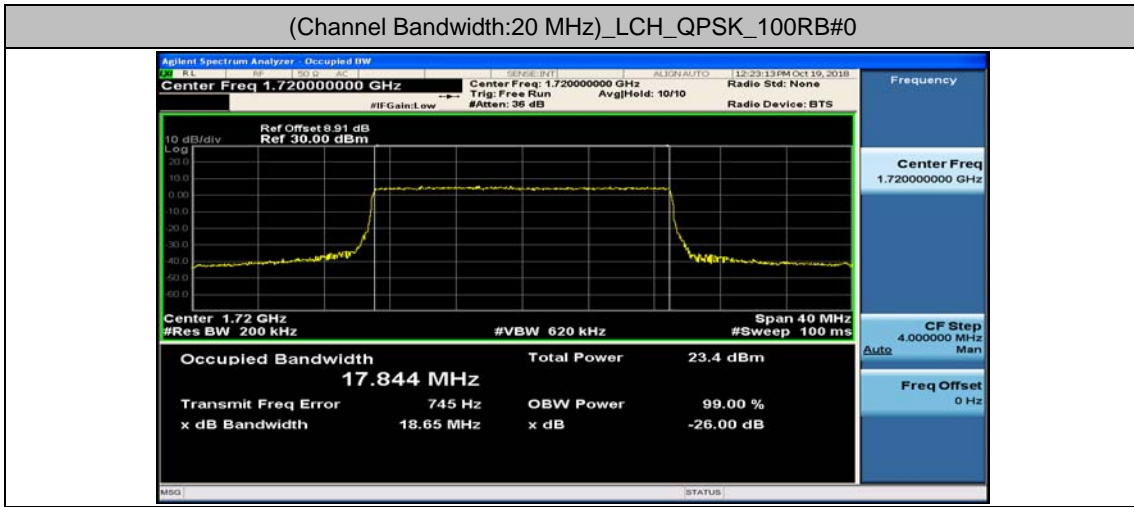 (Channel Bandwidth:20 MHz)_LCH_QPSK_100RB#0
Agilent Spectrum Analyzer - Occupied BW
LXI RL RF 50 Ω AC SENSE:INT ALIGN AUTO 12:23:13 PM Oct 19, 2018
Center Freq 1.720000000 GHz
Center Freq: 1.720000000 GHz
Radio Std: None
Trig: Free Run Avg|Hold: 10/10
#IFGain:Low #Atten: 36 dB Radio Device: BTS
Frequency
Ref Offset 8.91 dB
10 dB/div Ref 30.00 dBm
Log
20.0
10.0
0.00
-10.0
-20.0
-30.0
-40.0
-50.0
-60.0
Center 1.72 GHz Span 40 MHz
#Res BW 200 kHz #VBW 620 kHz #Sweep 100 ms
Center Freq
1.720000000 GHz
CF Step
4.000000 MHz
Auto Man
Freq Offset
0 Hz
Occupied Bandwidth Total Power 23.4 dBm
17.844 MHz
Transmit Freq Error 745 Hz OBW Power 99.00 %
x dB Bandwidth 18.65 MHz x dB -26.00 dB
MSG STATUS